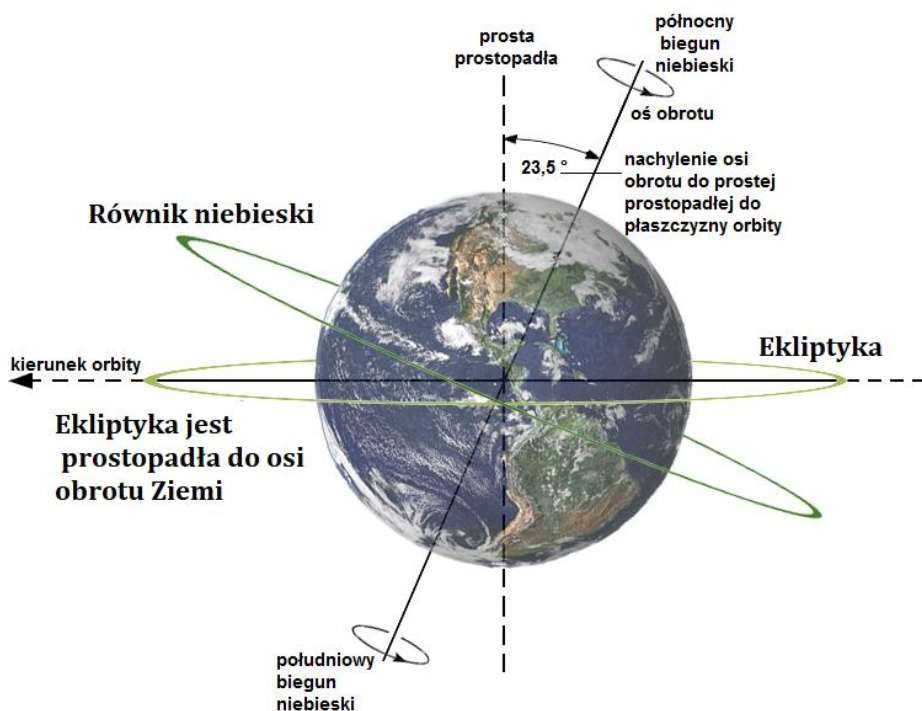 północny
biegun
niebieski
prosta
prostopadła
oś obrotu
23,5 °
nachylenie osi
obrotu do prostej
prostopadłej do
płaszczyzny orbity
Równik niebieski
Ekliptyka
kierunek orbity
Ekliptyka jest
prostopadła do osi
obrotu Ziemi
południowy
biegun
niebieski